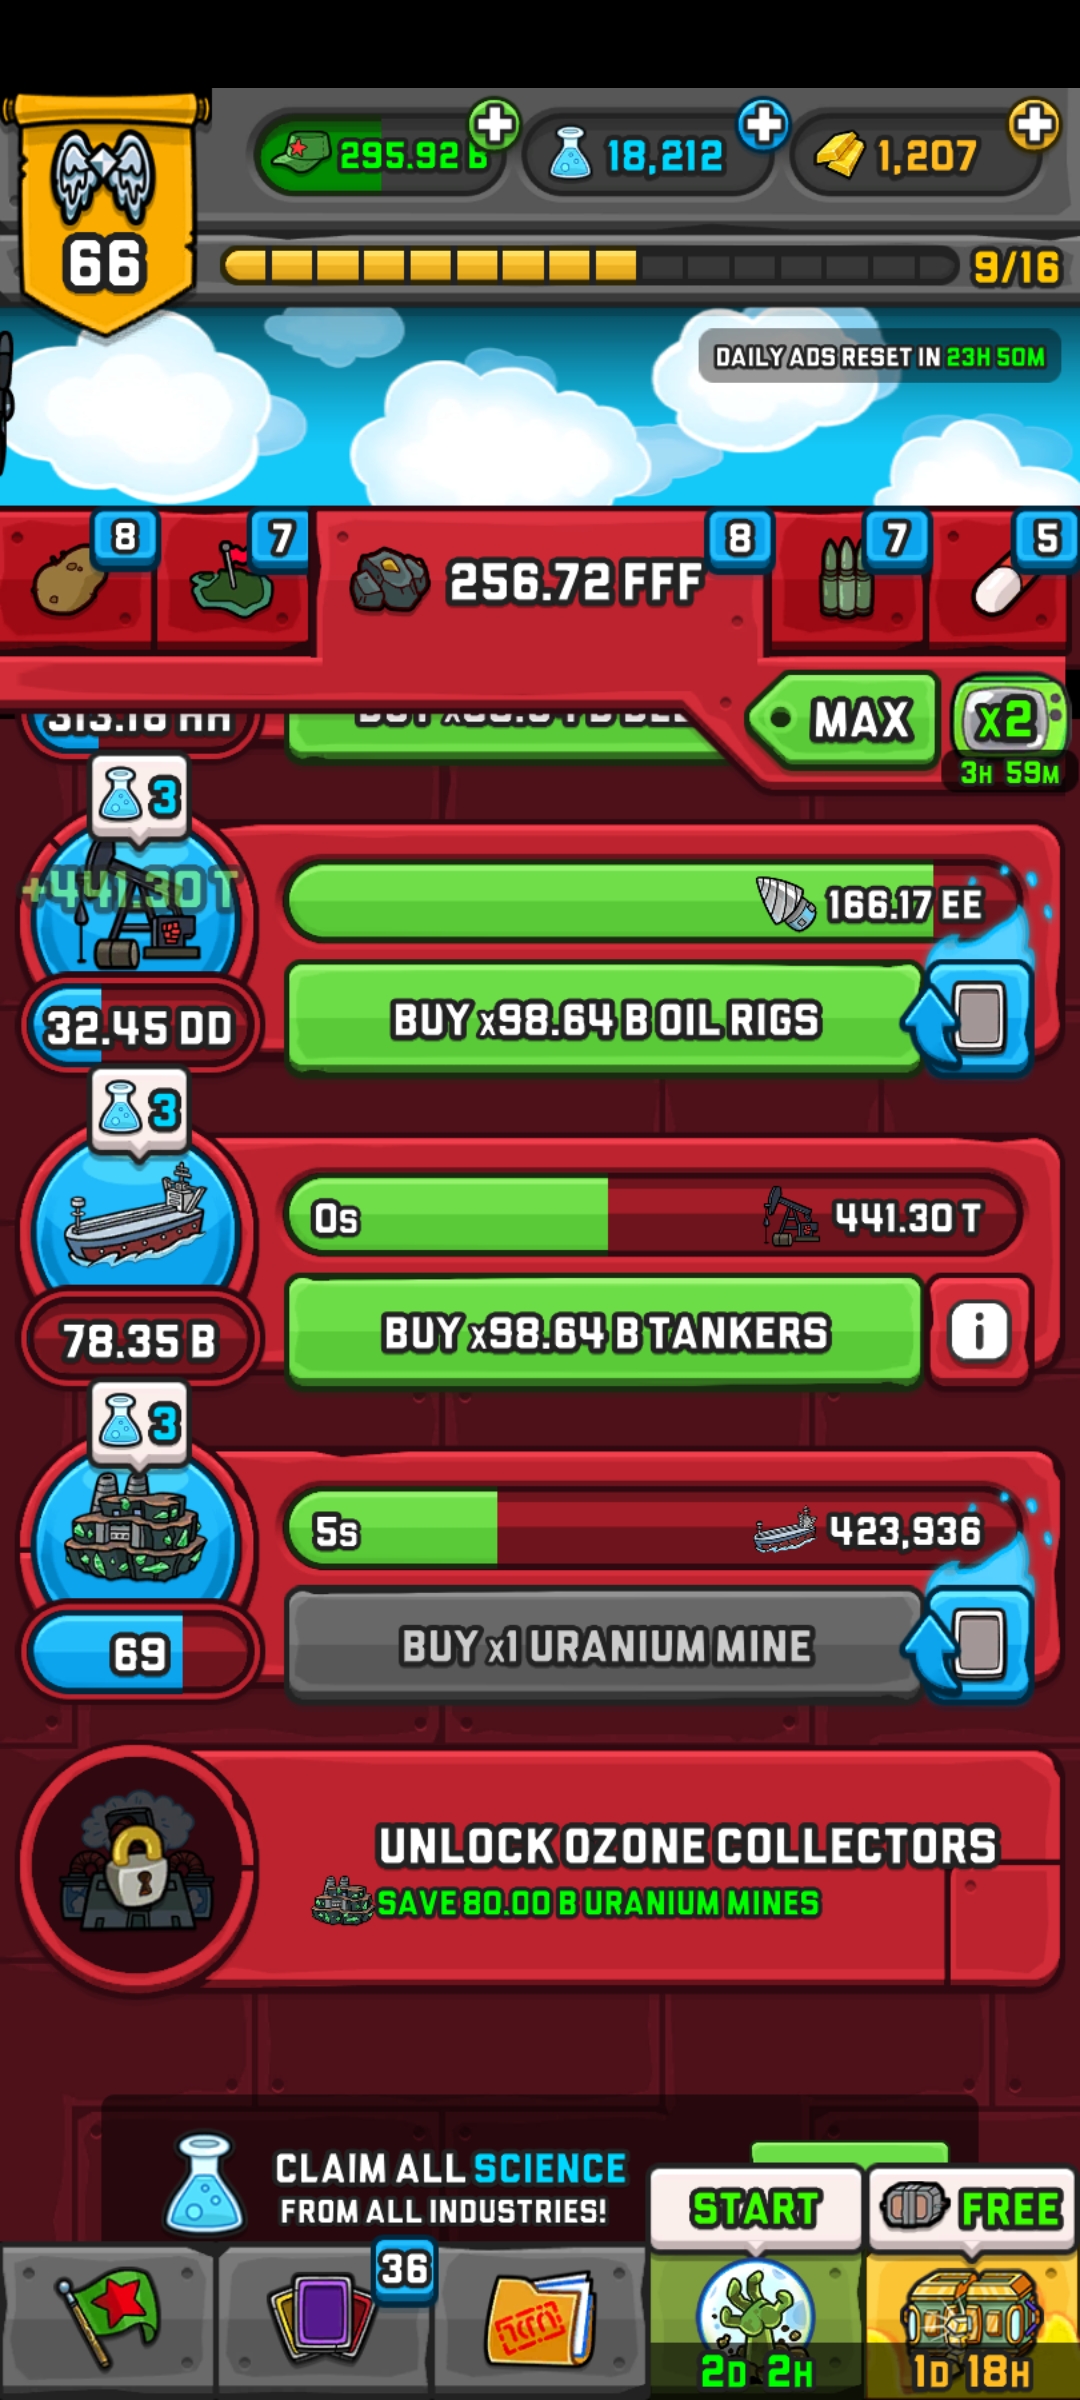 295.92 B
18,212
1,207
66
9/16
DAILY ADS RESET IN 23H 50M
8
7
256.72 FFF
8
7
5
MAX
x2
3H 59M
313.18 HH
3
+441.30 T
166.17 EE
32.45 DD
BUY x98.64 B OIL RIGS
3
0s
441.30 T
78.35 B
BUY x98.64 B TANKERS
i
3
5s
423,936
69
BUY x1 URANIUM MINE
UNLOCK OZONE COLLECTORS
SAVE 80.00 B URANIUM MINES
CLAIM ALL SCIENCE
FROM ALL INDUSTRIES!
START
FREE
36
2D 2H
1D 18H